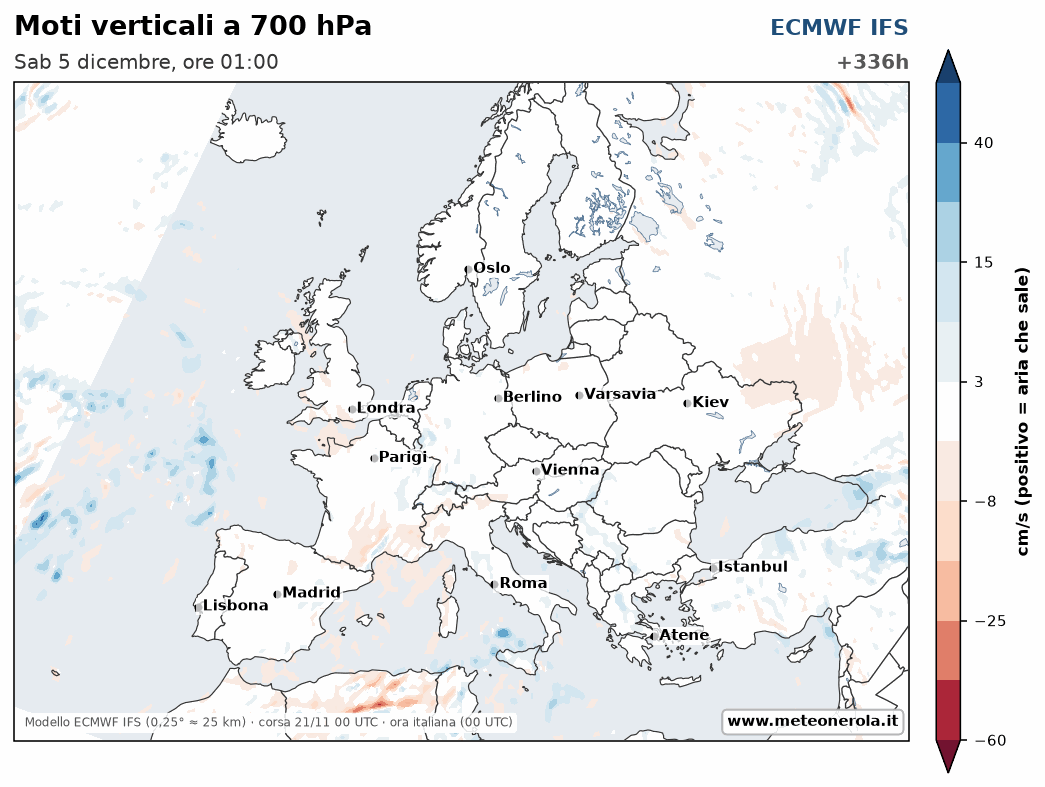 Moti verticali a 700 hPa
ECMWF IFS
Sab 5 dicembre, ore 01:00
+336h
40
15
3
−8
−25
−60
cm/s (positivo = aria che sale)
Oslo
Londra
Berlino
Varsavia
Kiev
Parigi
Vienna
Madrid
Lisbona
Roma
Istanbul
Atene
Modello ECMWF IFS (0,25° ≈ 25 km) · corsa 21/11 00 UTC · ora italiana (00 UTC)
www.meteonerola.it